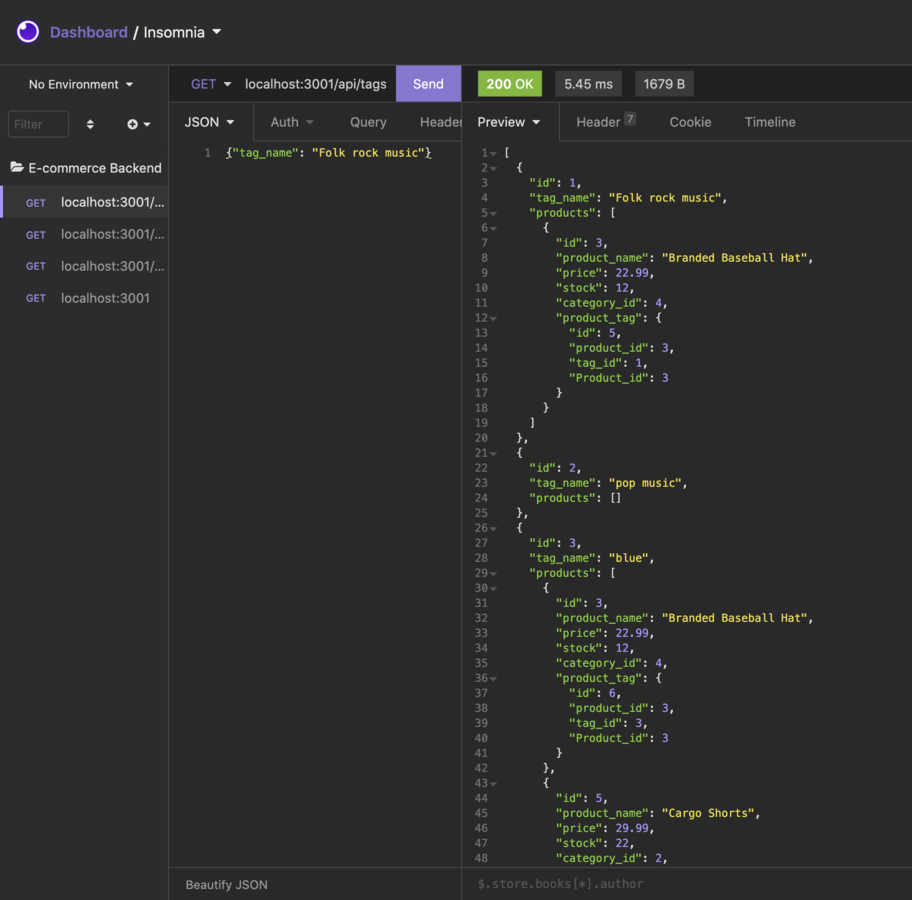 Dashboard / Insomnia
No Environment
Filter
E-commerce Backend
GET localhost:3001/...
GET localhost:3001/...
GET localhost:3001/...
GET localhost:3001
GET localhost:3001/api/tags Send
JSON Auth Query Header
1 {"tag_name": "Folk rock music"}
Beautify JSON
200 OK 5.45 ms 1679 B
Preview Header 7 Cookie Timeline
1 [
2 {
3 "id": 1,
4 "tag_name": "Folk rock music",
5 "products": [
6 {
7 "id": 3,
8 "product_name": "Branded Baseball Hat",
9 "price": 22.99,
10 "stock": 12,
11 "category_id": 4,
12 "product_tag": {
13 "id": 5,
14 "product_id": 3,
15 "tag_id": 1,
16 "Product_id": 3
17 }
18 }
19 ]
20 },
21 {
22 "id": 2,
23 "tag_name": "pop music",
24 "products": []
25 },
26 {
27 "id": 3,
28 "tag_name": "blue",
29 "products": [
30 {
31 "id": 3,
32 "product_name": "Branded Baseball Hat",
33 "price": 22.99,
34 "stock": 12,
35 "category_id": 4,
36 "product_tag": {
37 "id": 6,
38 "product_id": 3,
39 "tag_id": 3,
40 "Product_id": 3
41 }
42 },
43 {
44 "id": 5,
45 "product_name": "Cargo Shorts",
46 "price": 29.99,
47 "stock": 22,
48 "category_id": 2,
$.store.books[*].author